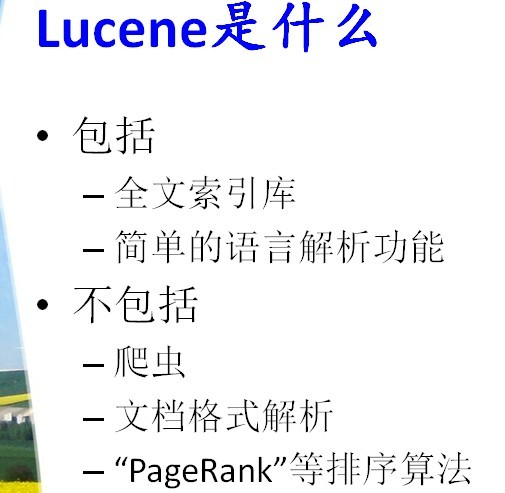 Lucene是什么
• 包括
– 全文索引库
– 简单的语言解析功能
• 不包括
– 爬虫
– 文档格式解析
– “PageRank”等排序算法